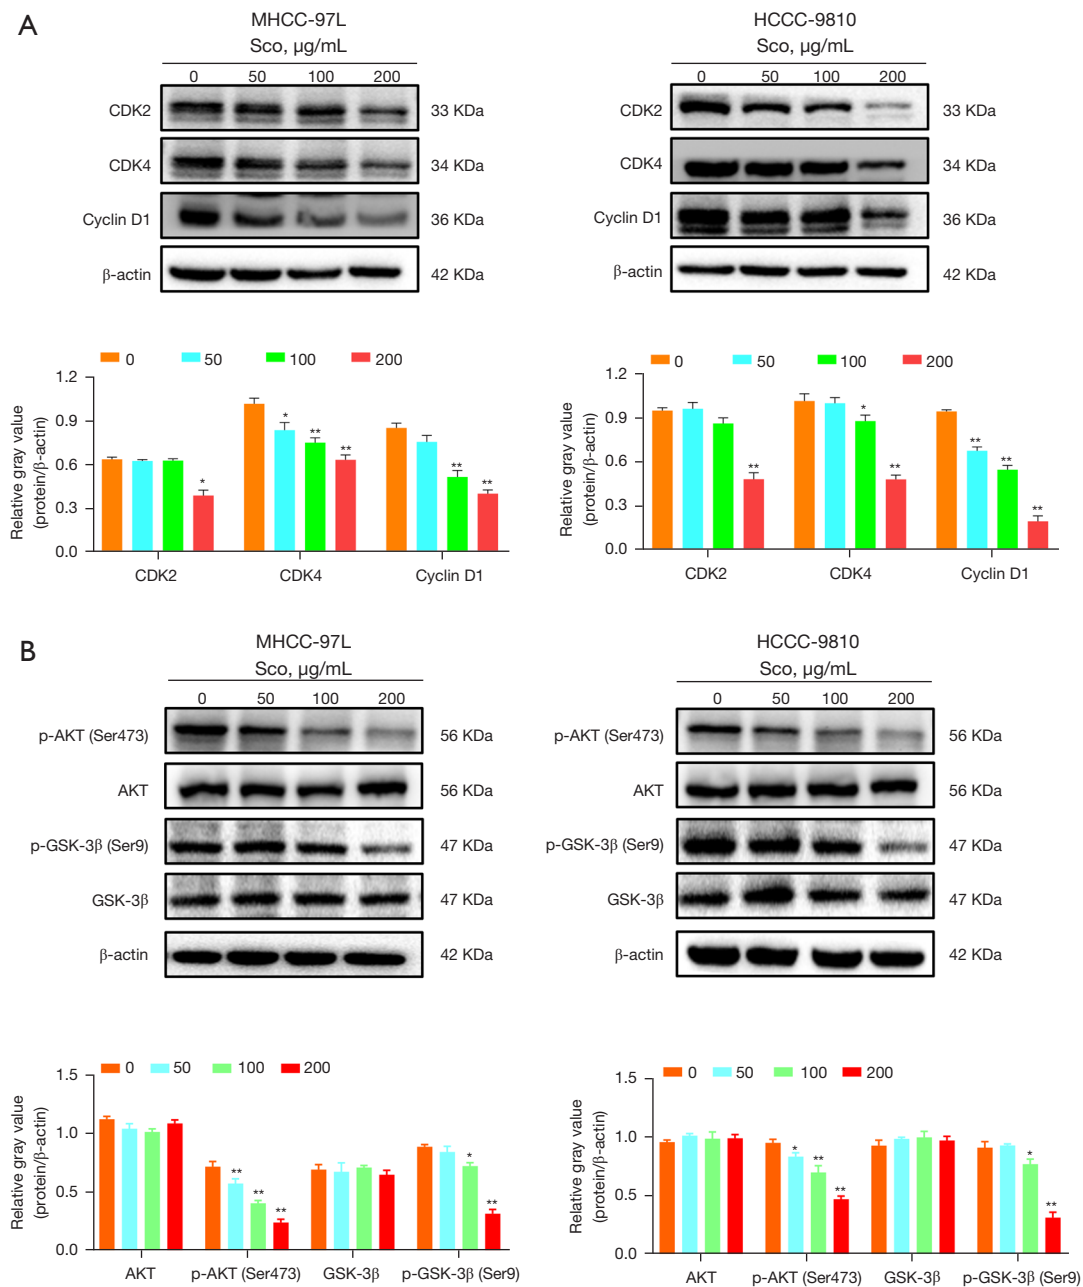 A
MHCC-97L
Sco, µg/mL
0 50 100 200
CDK2 33 KDa
CDK4 34 KDa
Cyclin D1 36 KDa
β-actin 42 KDa
HCCC-9810
Sco, µg/mL
0 50 100 200
CDK2 33 KDa
CDK4 34 KDa
Cyclin D1 36 KDa
β-actin 42 KDa
0 50 100 200
Relative gray value
(protein/β-actin)
1.2
0.9
0.6
0.3
0.0
*
* ** **
** **
CDK2 CDK4 Cyclin D1
0 50 100 200
Relative gray value
(protein/β-actin)
1.2
0.9
0.6
0.3
0.0
**
* **
** ** **
CDK2 CDK4 Cyclin D1
B
MHCC-97L
Sco, µg/mL
0 50 100 200
p-AKT (Ser473) 56 KDa
AKT 56 KDa
p-GSK-3β (Ser9) 47 KDa
GSK-3β 47 KDa
β-actin 42 KDa
HCCC-9810
Sco, µg/mL
0 50 100 200
p-AKT (Ser473) 56 KDa
AKT 56 KDa
p-GSK-3β (Ser9) 47 KDa
GSK-3β 47 KDa
β-actin 42 KDa
0 50 100 200
Relative gray value
(protein/β-actin)
1.5
1.0
0.5
0.0
** ** **
* **
AKT p-AKT (Ser473) GSK-3β p-GSK-3β (Ser9)
0 50 100 200
Relative gray value
(protein/β-actin)
1.5
1.0
0.5
0.0
* ** **
* **
AKT p-AKT (Ser473) GSK-3β p-GSK-3β (Ser9)